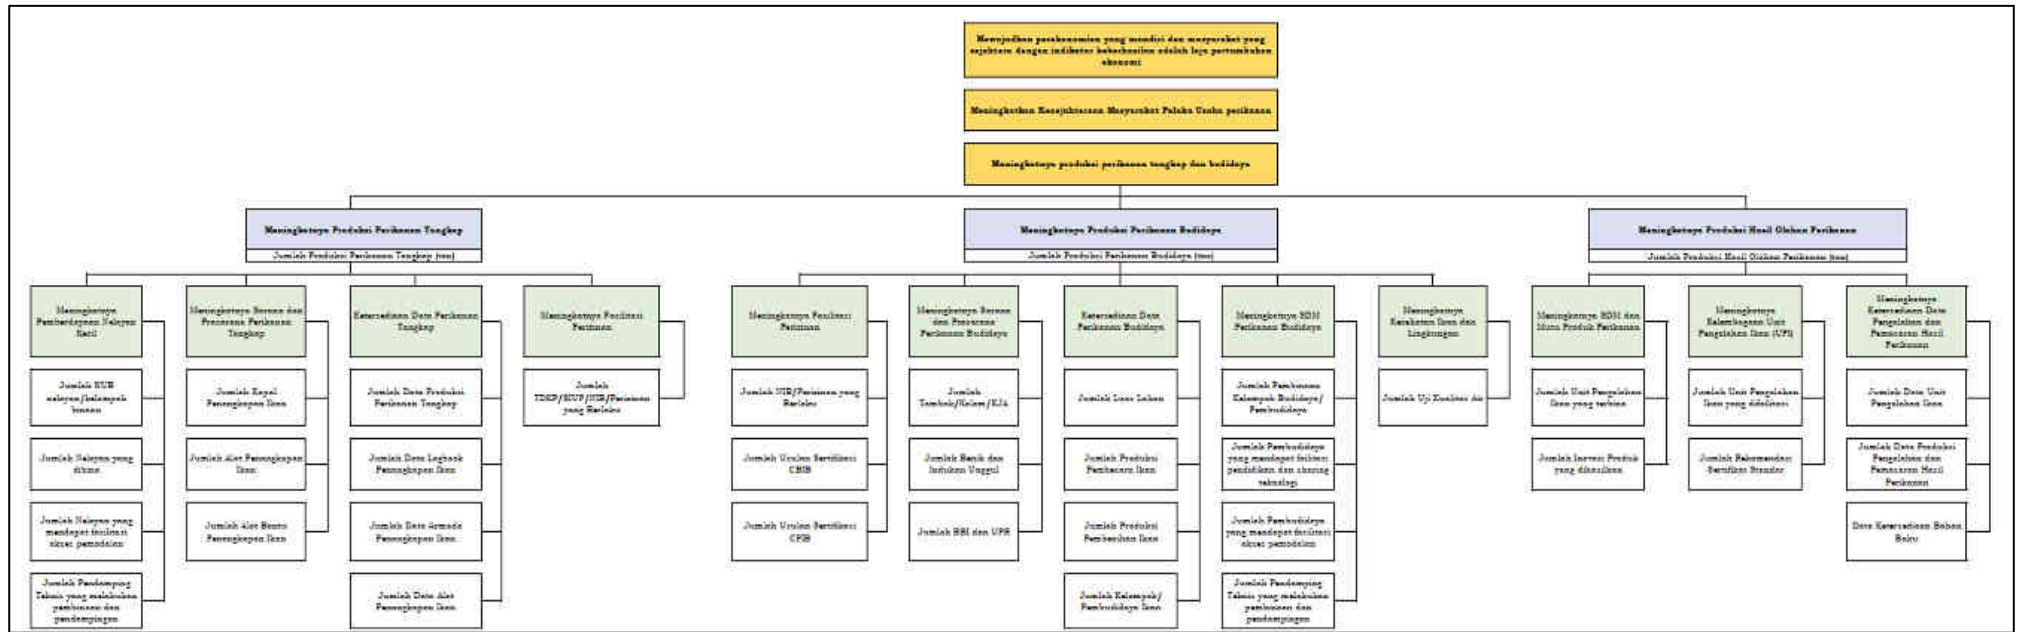 Mewujudkan perekonomian yang mandiri dan masyarakat yang
sejahtera dengan indikator keberhasilan adalah laju pertumbuhan
ekonomi
Meningkatkan Kesejahteraan Masyarakat Pelaku Usaha perikanan
Meningkatnya produksi perikanan tangkap dan budidaya
Meningkatnya Produksi Perikanan Tangkap
Jumlah Produksi Perikanan Tangkap (ton)
Meningkatnya
Pemberdayaan Nelayan
Kecil
Jumlah KUB
nelayan/kelompok
binaan
Jumlah Nelayan yang
dibina
Jumlah Nelayan yang
mendapat fasilitasi
akses pemodalan
Jumlah Pendamping
Teknis yang melakukan
pembinaan dan
pendampingan
Meningkatnya Sarana dan
Prasarana Perikanan
Tangkap
Jumlah Kapal
Penangkapan Ikan
Jumlah Alat Penangkapan
Ikan
Jumlah Alat Bantu
Penangkapan Ikan
Ketersediaan Data Perikanan
Tangkap
Jumlah Data Produksi
Perikanan Tangkap
Jumlah Data Logbook
Penangkapan Ikan
Jumlah Data Armada
Penangkapan Ikan
Jumlah Data Alat
Penangkapan Ikan
Meningkatnya Fasilitasi
Perizinan
Jumlah
TDKP/SIUP/NIB/Perizinan
yang Berlaku
Meningkatnya Produksi Perikanan Budidaya
Jumlah Produksi Perikanan Budidaya (ton)
Meningkatnya Fasilitasi
Perizinan
Jumlah NIB/Perizinan yang
Berlaku
Jumlah Usulan Sertifikasi
CBIB
Jumlah Usulan Sertifikasi
CPIB
Meningkatnya Sarana
dan Prasarana
Perikanan Budidaya
Jumlah
Tambak/Kolam/KJA
Jumlah Benih dan
Indukan Unggul
Jumlah BBI dan UPR
Ketersediaan Data
Perikanan Budidaya
Jumlah Luas Lahan
Jumlah Produksi
Pembesaran Ikan
Jumlah Produksi
Pembenihan Ikan
Jumlah Kelompok/
Pembudidaya Ikan
Meningkatnya SDM
Perikanan Budidaya
Jumlah Pembinaan
Kelompok Budidaya/
Pembudidaya
Jumlah Pembudidaya
yang mendapat
pendidikan dan sharing
teknologi
Jumlah Pembudidaya
yang mendapat fasilitasi
akses pemodalan
Jumlah Pendamping
Teknis yang melakukan
pembinaan dan
pendampingan
Meningkatnya
Kesehatan Ikan dan
Lingkungan
Jumlah Uji Kualitas Air
Meningkatnya Produksi Hasil Olahan Perikanan
Jumlah Produksi Hasil Olahan Perikanan (ton)
Meningkatnya SDM dan
Mutu Produk Perikanan
Jumlah Unit Pengolahan
Ikan yang terbina
Jumlah Inovasi Produk
yang dihasilkan
Meningkatnya
Kelembagaan Unit
Pengolahan Ikan (UPI)
Jumlah Unit Pengolahan
Ikan yang difasilitasi
Jumlah Rekomendasi
Sertifikat Standar
Meningkatnya
Ketersediaan Data
Pengolahan dan
Pemasaran Hasil
Perikanan
Jumlah Data Unit
Pengolahan Ikan
Jumlah Data Produksi
Pengolahan dan
Pemasaran Hasil
Perikanan
Data Ketersediaan Bahan
Baku